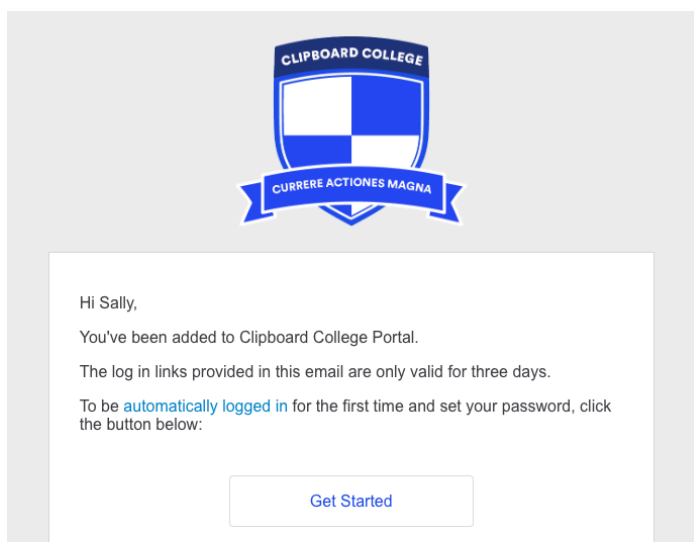 CLIPBOARD COLLEGE
CURRERE ACTIONES MAGNA
Hi Sally,
You've been added to Clipboard College Portal.
The log in links provided in this email are only valid for three days.
To be automatically logged in for the first time and set your password, click
the button below:
Get Started